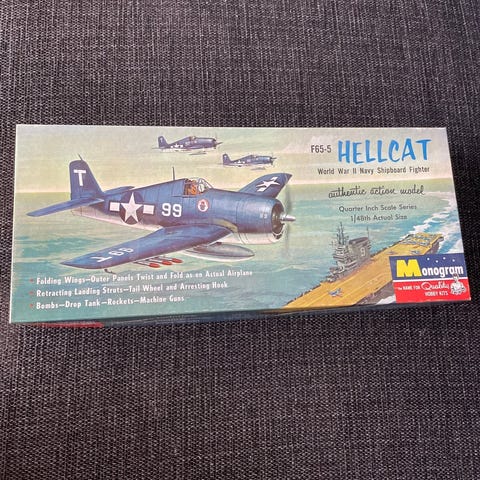 F65-5 HELLCAT
World War II Navy Shipboard Fighter
authentic action model
Quarter Inch Scale Series
1/48th Actual Size
T
99
99
Folding Wings—Outer Panels Twist and Fold as on Actual Airplane
Retracting Landing Struts—Tail Wheel and Arresting Hook
Bombs—Drop Tank—Rockets—Machine Guns
Monogram
The NAME FOR Quality
HOBBY KITS